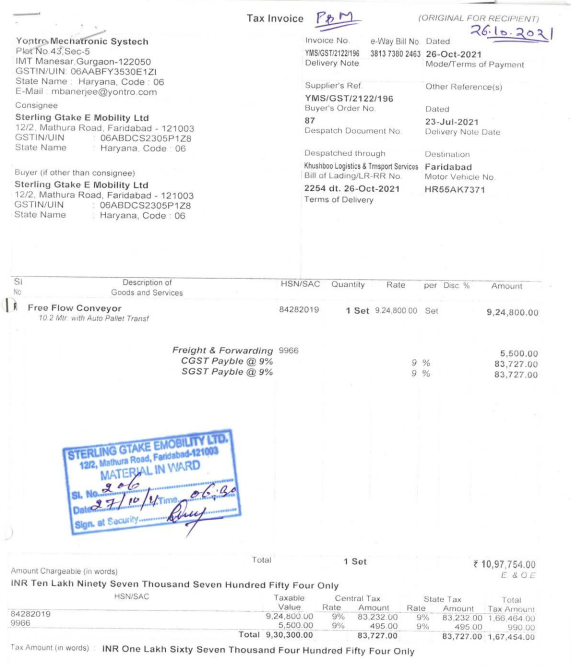 Tax Invoice PBM (ORIGINAL FOR RECIPIENT)
26.10.2021
Yontro Mechatronic Systech
Plot No.43,Sec-5
IMT Manesar,Gurgaon-122050
GSTIN/UIN: 06AABFY3530E1ZI
State Name : Haryana, Code : 06
E-Mail : mbanerjee@yontro.com
Consignee
Sterling Gtake E Mobility Ltd
12/2, Mathura Road, Faridabad - 121003
GSTIN/UIN : 06ABDCS2305P1Z8
State Name : Haryana, Code : 06
Buyer (if other than consignee)
Sterling Gtake E Mobility Ltd
12/2, Mathura Road, Faridabad - 121003
GSTIN/UIN : 06ABDCS2305P1Z8
State Name : Haryana, Code : 06
Invoice No. e-Way Bill No. Dated
YMS/GST/2122/196 3813 7380 2463 26-Oct-2021
Delivery Note Mode/Terms of Payment
Supplier's Ref. Other Reference(s)
YMS/GST/2122/196
Buyer's Order No. Dated
87 23-Jul-2021
Despatch Document No. Delivery Note Date
Despatched through Destination
Khushboo Logistics & Trnsport Services Faridabad
Bill of Lading/LR-RR No. Motor Vehicle No.
2254 dt. 26-Oct-2021 HR55AK7371
Terms of Delivery
Sl No Description of Goods and Services HSN/SAC Quantity Rate per Disc % Amount
1 Free Flow Conveyor 84282019 1 Set 9,24,800.00 Set 9,24,800.00
10.2 Mtr. with Auto Pallet Transf
Freight & Forwarding 9966 5,500.00
CGST Payble @ 9% 9 % 83,727.00
SGST Payble @ 9% 9 % 83,727.00
STERLING GTAKE EMOBILITY LTD.
12/2, Mathura Road, Faridabad-121003
MATERIAL IN WARD
SL. No. 206
Date 27/10/21 Time 06:30
Sign. at Security
Total 1 Set ₹ 10,97,754.00
Amount Chargeable (in words) E & O E
INR Ten Lakh Ninety Seven Thousand Seven Hundred Fifty Four Only
HSN/SAC Taxable Central Tax State Tax Total
Value Rate Amount Rate Amount Tax Amount
84282019 9,24,800.00 9% 83,232.00 9% 83,232.00 1,66,464.00
9966 5,500.00 9% 495.00 9% 495.00 990.00
Total 9,30,300.00 83,727.00 83,727.00 1,67,454.00
Tax Amount (in words) : INR One Lakh Sixty Seven Thousand Four Hundred Fifty Four Only